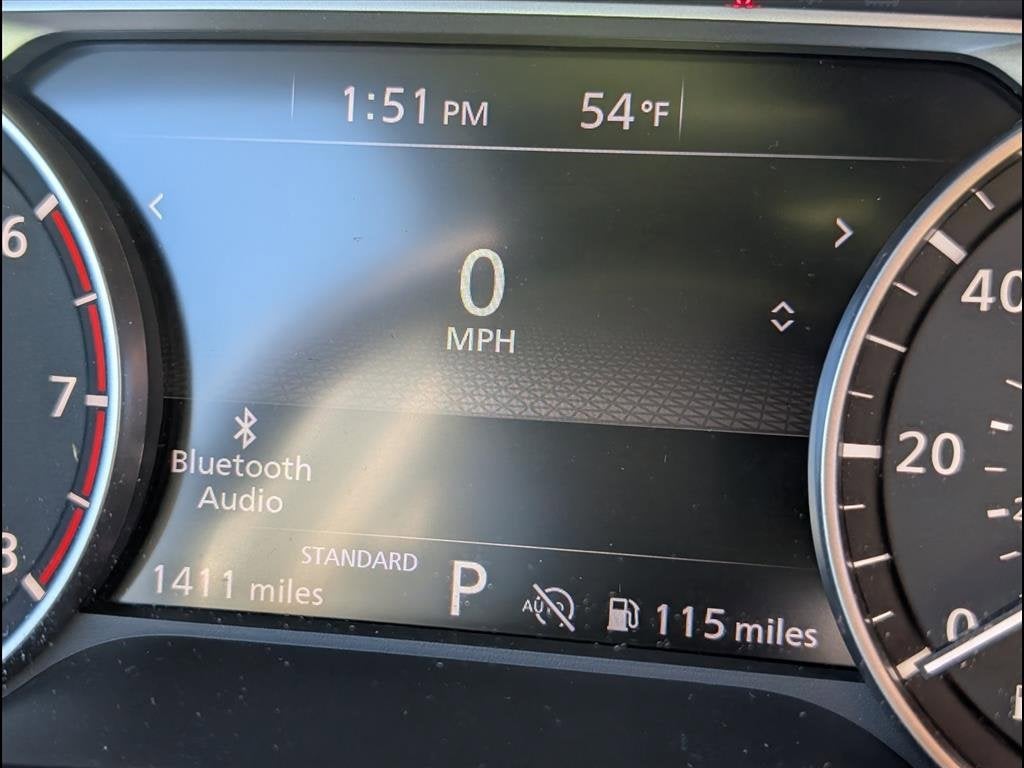 1:51 PM 54 °F
6
0
MPH
40
7
20
Bluetooth
Audio
STANDARD
1411 miles P AUTO 115 miles
0